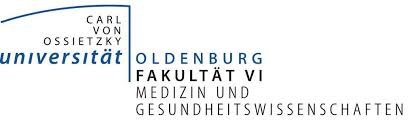 CARL
VON
OSSIETZKY
universität OLDENBURG
FAKULTÄT VI
MEDIZIN UND
GESUNDHEITSWISSENSCHAFTEN